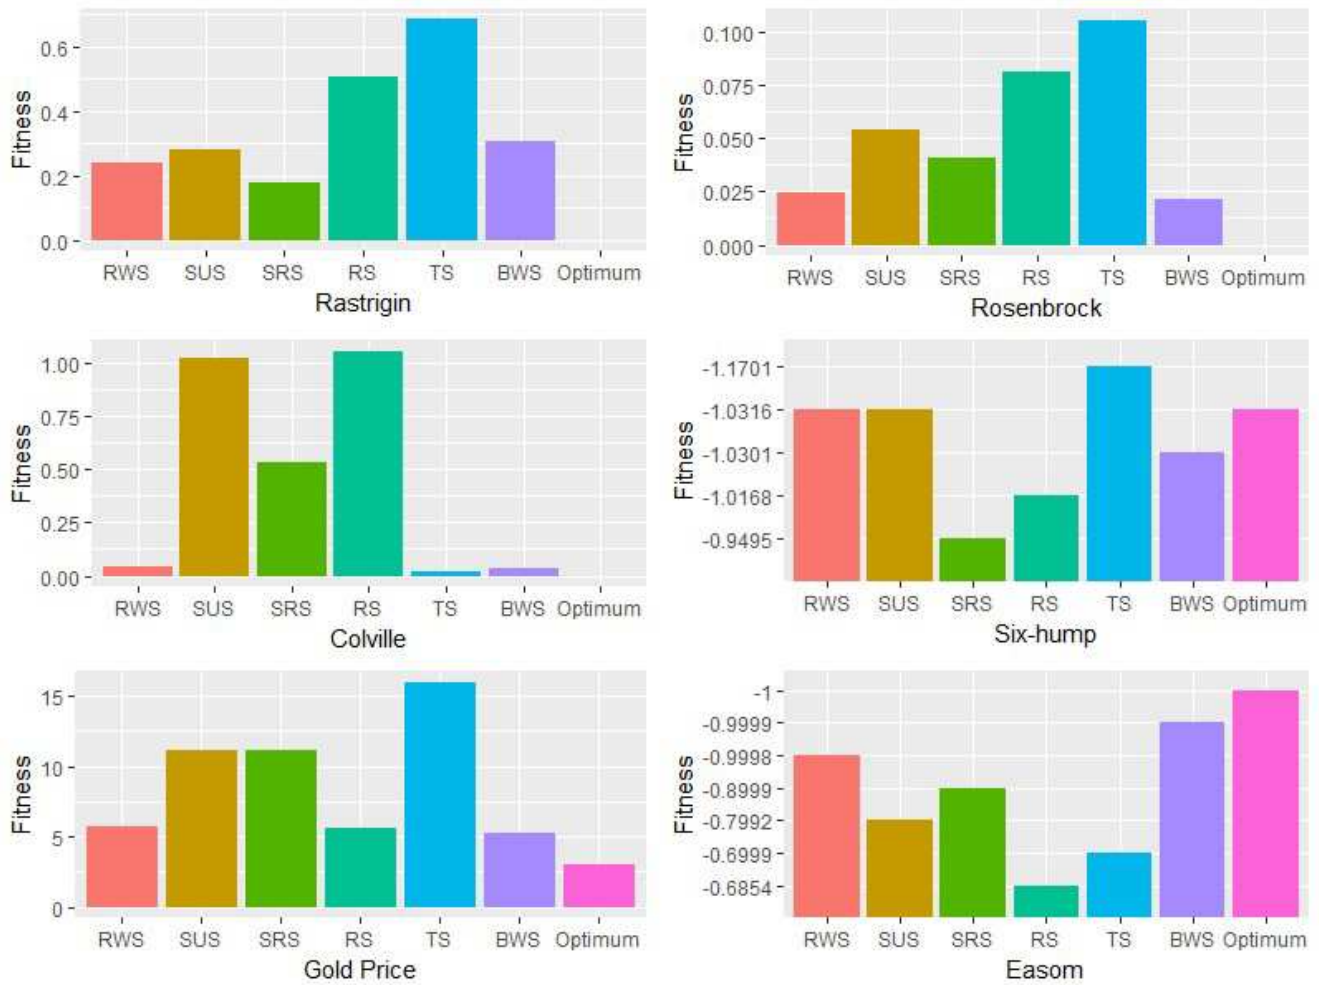 Fitness
0.6
0.4
0.2
0.0
RWS SUS SRS RS TS BWS Optimum
Rastrigin
Fitness
0.100
0.075
0.050
0.025
0.000
RWS SUS SRS RS TS BWS Optimum
Rosenbrock
Fitness
1.00
0.75
0.50
0.25
0.00
RWS SUS SRS RS TS BWS Optimum
Colville
Fitness
-1.1701
-1.0316
-1.0301
-1.0168
-0.9495
RWS SUS SRS RS TS BWS Optimum
Six-hump
Fitness
15
10
5
0
RWS SUS SRS RS TS BWS Optimum
Gold Price
Fitness
-1
-0.9999
-0.9998
-0.8999
-0.7992
-0.6999
-0.6854
RWS SUS SRS RS TS BWS Optimum
Easom